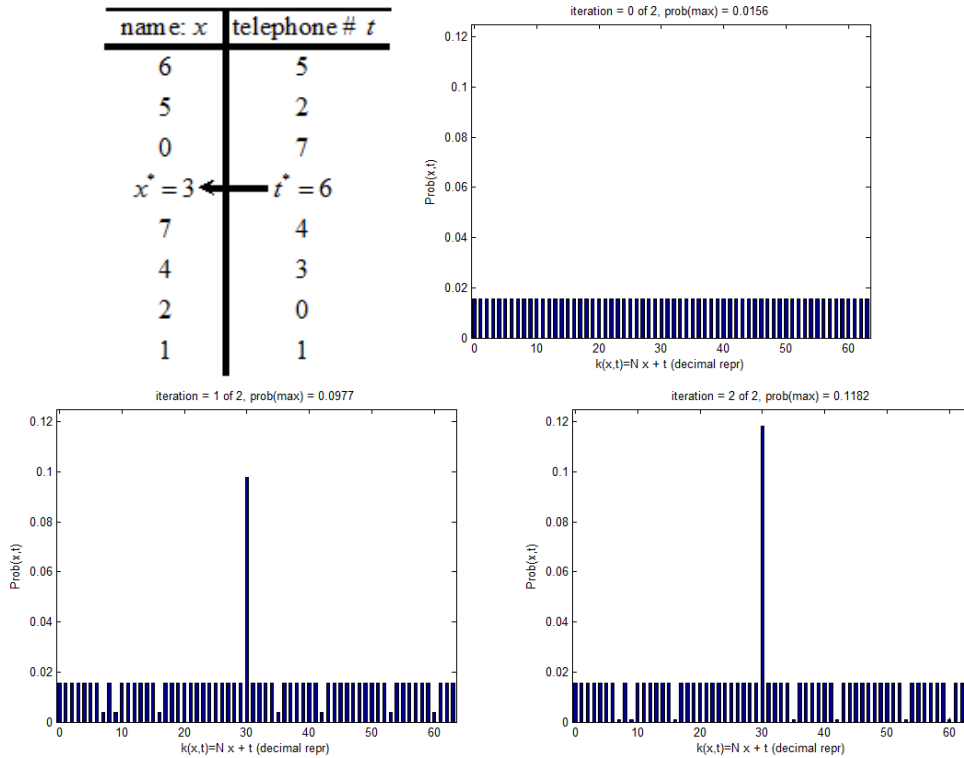 name: x telephone # t
6 5
5 2
0 7
x* = 3 t* = 6
7 4
4 3
2 0
1 1
iteration = 0 of 2, prob(max) = 0.0156
0.12
0.1
0.08
0.06
0.04
0.02
0
Prob(x,t)
0 10 20 30 40 50 60
k(x,t)=N x + t (decimal repr)
iteration = 1 of 2, prob(max) = 0.0977
0.12
0.1
0.08
0.06
0.04
0.02
0
Prob(x,t)
0 10 20 30 40 50 60
k(x,t)=N x + t (decimal repr)
iteration = 2 of 2, prob(max) = 0.1182
0.12
0.1
0.08
0.06
0.04
0.02
0
Prob(x,t)
0 10 20 30 40 50 60
k(x,t)=N x + t (decimal repr)